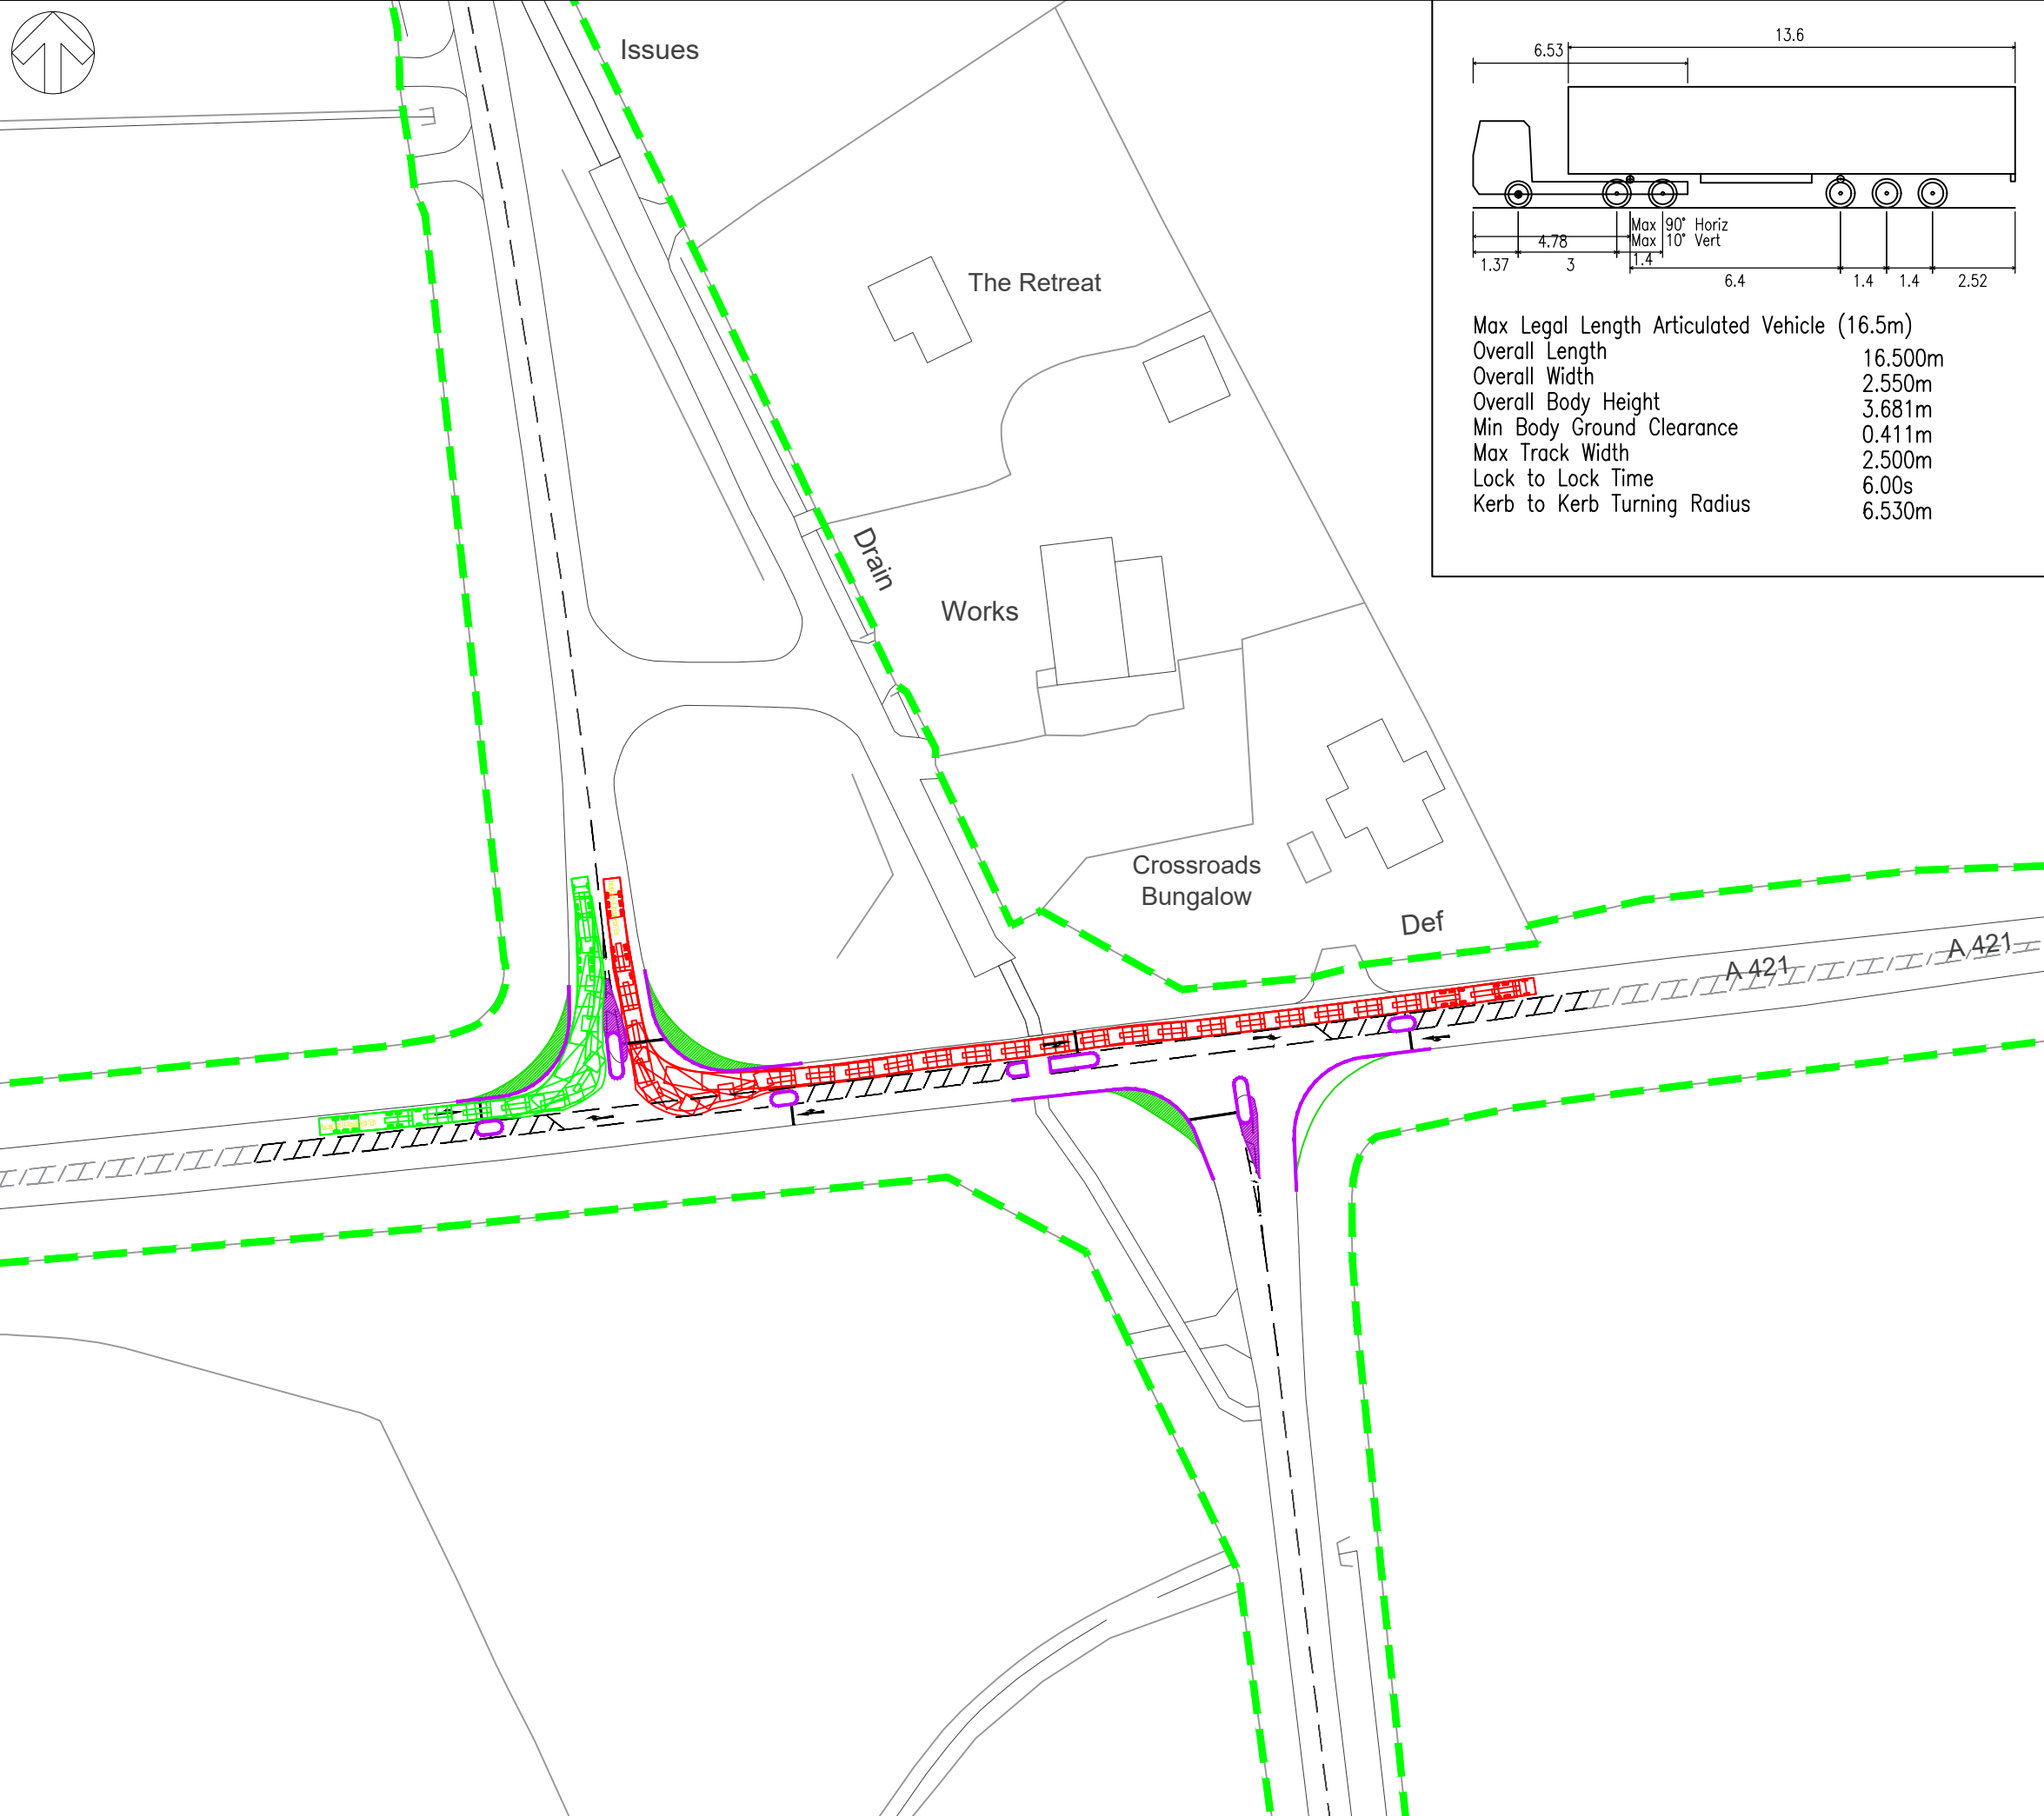 Issues
13.6
6.53
Max 90° Horiz
Max 10° Vert
4.78
1.37
3
1.4
6.4
1.4
1.4
2.52
The Retreat
Max Legal Length Articulated Vehicle (16.5m)
Overall Length 16.500m
Overall Width 2.550m
Overall Body Height 3.681m
Min Body Ground Clearance 0.411m
Max Track Width 2.500m
Lock to Lock Time 6.00s
Kerb to Kerb Turning Radius 6.530m
Drain
Works
Crossroads
Bungalow
Def
A 421
A 421